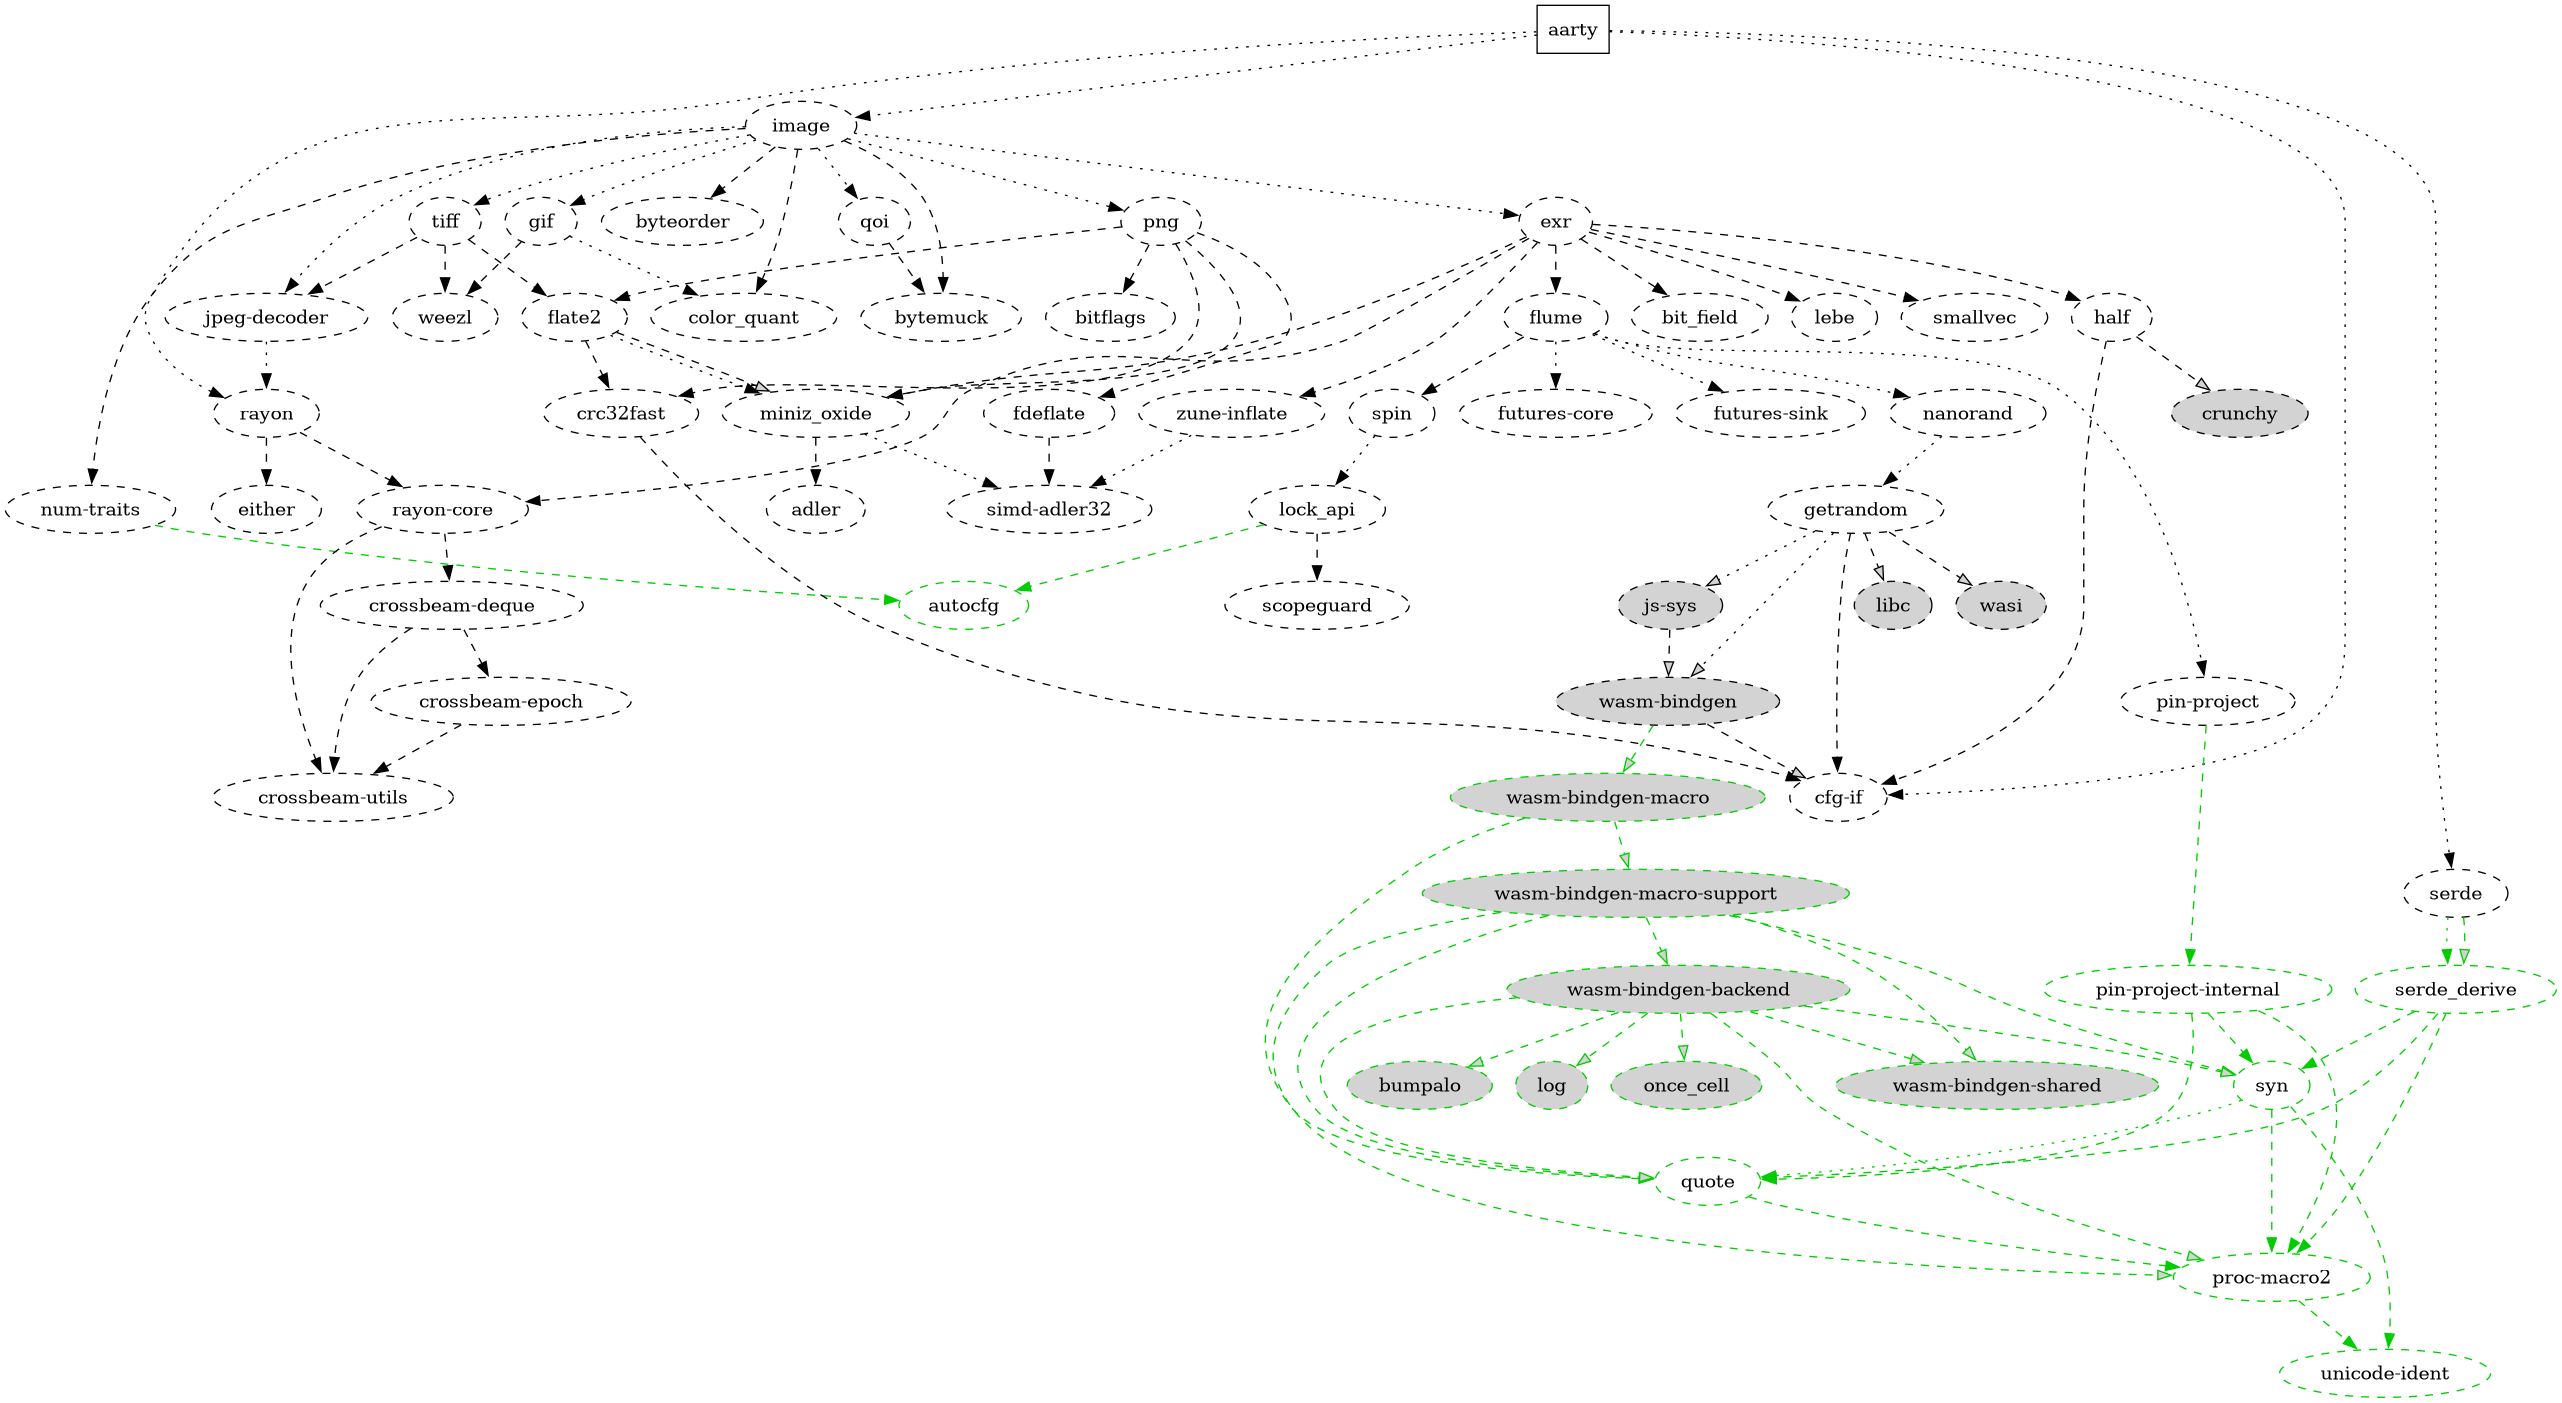 aarty
image
tiff
gif
byteorder
qoi
png
exr
jpeg-decoder
weezl
flate2
color_quant
bytemuck
bitflags
flume
bit_field
lebe
smallvec
half
rayon
crc32fast
miniz_oxide
fdeflate
zune-inflate
spin
futures-core
futures-sink
nanorand
crunchy
num-traits
either
rayon-core
adler
simd-adler32
lock_api
getrandom
crossbeam-deque
autocfg
scopeguard
js-sys
libc
wasi
crossbeam-epoch
wasm-bindgen
pin-project
crossbeam-utils
wasm-bindgen-macro
cfg-if
wasm-bindgen-macro-support
serde
wasm-bindgen-backend
pin-project-internal
serde_derive
bumpalo
log
once_cell
wasm-bindgen-shared
syn
quote
proc-macro2
unicode-ident